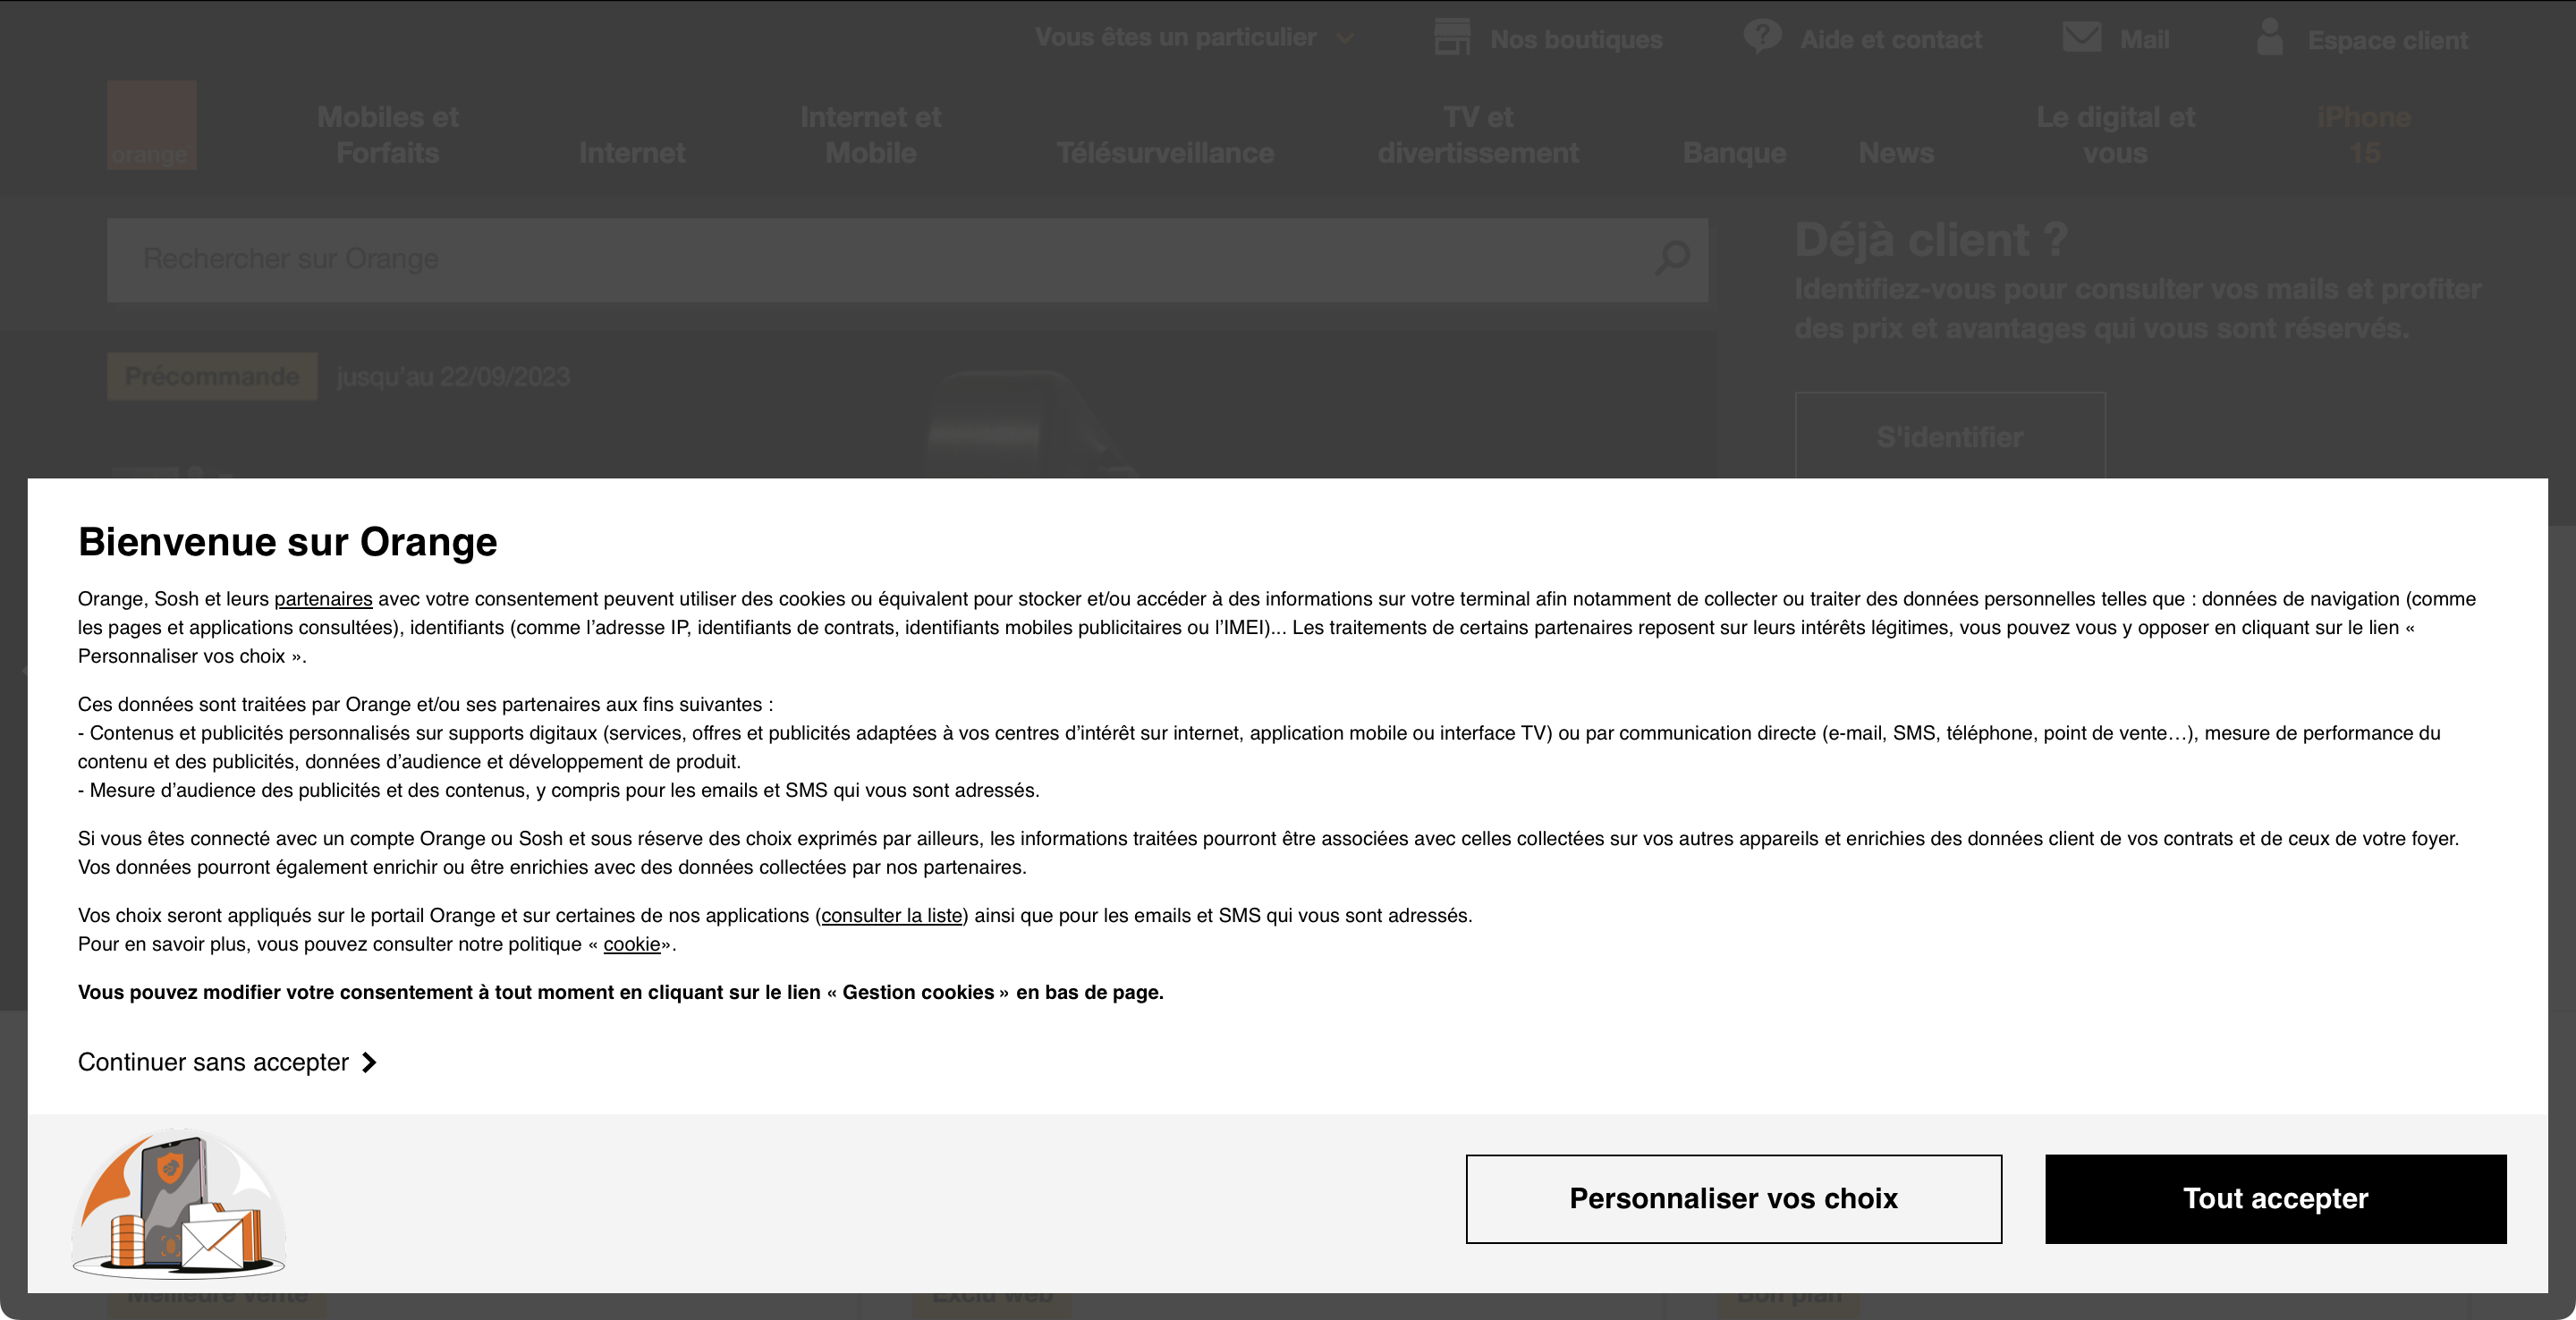 Vous êtes un particulier
Nos boutiques
Aide et contact
Mail
Espace client
orange™
Mobiles et
Forfaits
Internet
Internet et
Mobile
Télésurveillance
TV et
divertissement
Banque
News
Le digital et
vous
iPhone
15
Rechercher sur Orange
Déjà client ?
Identifiez-vous pour consulter vos mails et profiter
des prix et avantages qui vous sont réservés.
Précommande
jusqu'au 22/09/2023
S'identifier
Bienvenue sur Orange
Orange, Sosh et leurs partenaires avec votre consentement peuvent utiliser des cookies ou équivalent pour stocker et/ou accéder à des informations sur votre terminal afin notamment de collecter ou traiter des données personnelles telles que : données de navigation (comme
les pages et applications consultées), identifiants (comme l’adresse IP, identifiants de contrats, identifiants mobiles publicitaires ou l’IMEI)... Les traitements de certains partenaires reposent sur leurs intérêts légitimes, vous pouvez vous y opposer en cliquant sur le lien «
Personnaliser vos choix ».
Ces données sont traitées par Orange et/ou ses partenaires aux fins suivantes :
- Contenus et publicités personnalisés sur supports digitaux (services, offres et publicités adaptées à vos centres d’intérêt sur internet, application mobile ou interface TV) ou par communication directe (e-mail, SMS, téléphone, point de vente…), mesure de performance du
contenu et des publicités, données d’audience et développement de produit.
- Mesure d’audience des publicités et des contenus, y compris pour les emails et SMS qui vous sont adressés.
Si vous êtes connecté avec un compte Orange ou Sosh et sous réserve des choix exprimés par ailleurs, les informations traitées pourront être associées avec celles collectées sur vos autres appareils et enrichies des données client de vos contrats et de ceux de votre foyer.
Vos données pourront également enrichir ou être enrichies avec des données collectées par nos partenaires.
Vos choix seront appliqués sur le portail Orange et sur certaines de nos applications (consulter la liste) ainsi que pour les emails et SMS qui vous sont adressés.
Pour en savoir plus, vous pouvez consulter notre politique « cookie».
Vous pouvez modifier votre consentement à tout moment en cliquant sur le lien « Gestion cookies » en bas de page.
Continuer sans accepter
Personnaliser vos choix
Tout accepter
Meilleure vente
Exclu web
Bon plan